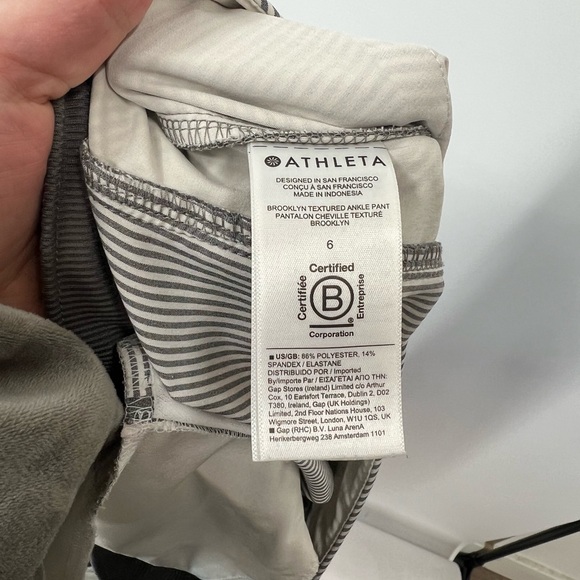 ATHLETA
DESIGNED IN SAN FRANCISCO
CONÇU À SAN FRANCISCO
MADE IN INDONESIA
BROOKLYN TEXTURED ANKLE PANT
PANTALON CHEVILLE TEXTURÉ
BROOKLYN
6
Certified
Certifiée
B
Entreprise
Corporation
US/GB: 86% POLYESTER, 14%
SPANDEX / ELASTANE
DISTRIBUIDO POR / Imported
By/Importe Par / ΕΙΣΑΓΕΤΑΙ ΑΠΟ ΤΗΝ:
Gap Stores (Ireland) Limited c/o Arthur
Cox, 10 Earlsfort Terrace, Dublin 2, D02
T380, Ireland, Gap (UK Holdings)
Limited, 2nd Floor Nations House, 103
Wigmore Street, London, W1U 1QS, UK
Gap (RHC) B.V. Luna ArenA
Herikerbergweg 238 Amsterdam 1101